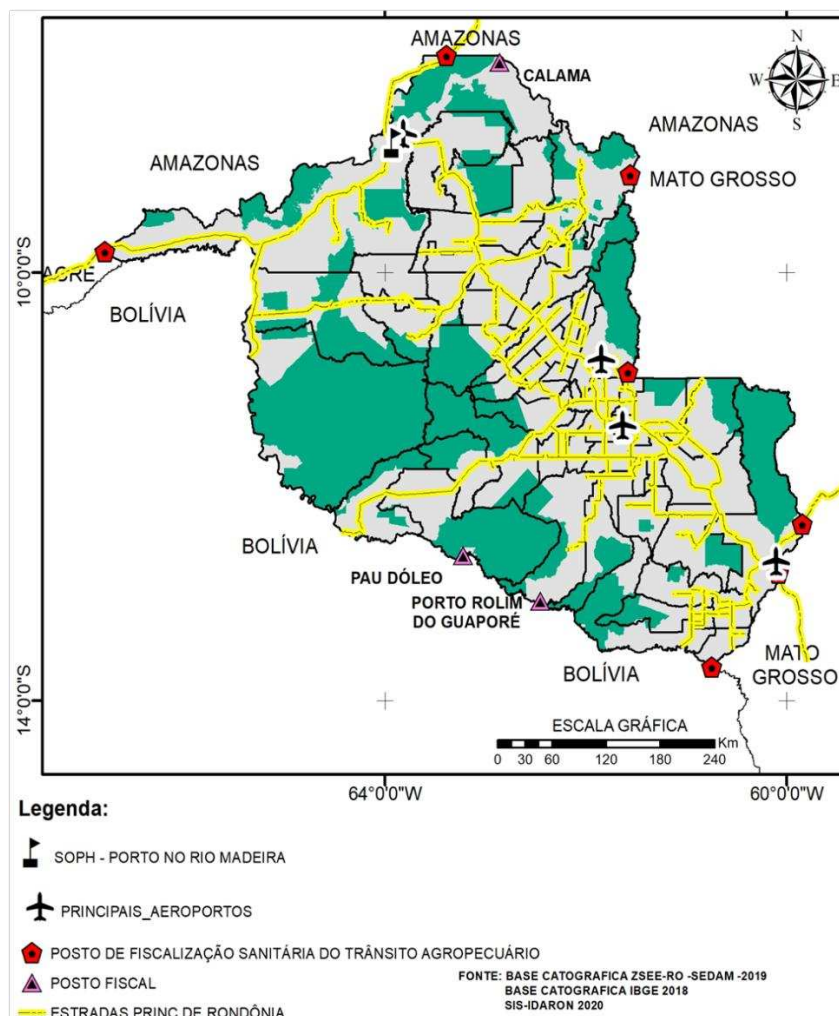 AMAZONAS
CALAMA
N
W E
S
AMAZONAS
AMAZONAS
MATO GROSSO
10°0'0"S
ACRE
BOLÍVIA
BOLÍVIA
PAU DÓLEO
PORTO ROLIM
DO GUAPORÉ
BOLÍVIA
MATO
GROSSO
14°0'0"S
ESCALA GRÁFICA
Km
0 30 60 120 180 240
64°0'0"W 60°0'0"W
Legenda:
SOPH - PORTO NO RIO MADEIRA
PRINCIPAIS_AEROPORTOS
POSTO DE FISCALIZAÇÃO SANITÁRIA DO TRÂNSITO AGROPECUÁRIO
POSTO FISCAL
FONTE: BASE CATOGRAFICA ZSEE-RO -SEDAM -2019
BASE CATOGRAFICA IBGE 2018
SIS-IDARON 2020
ESTRADAS PRINC DE RONDÔNIA